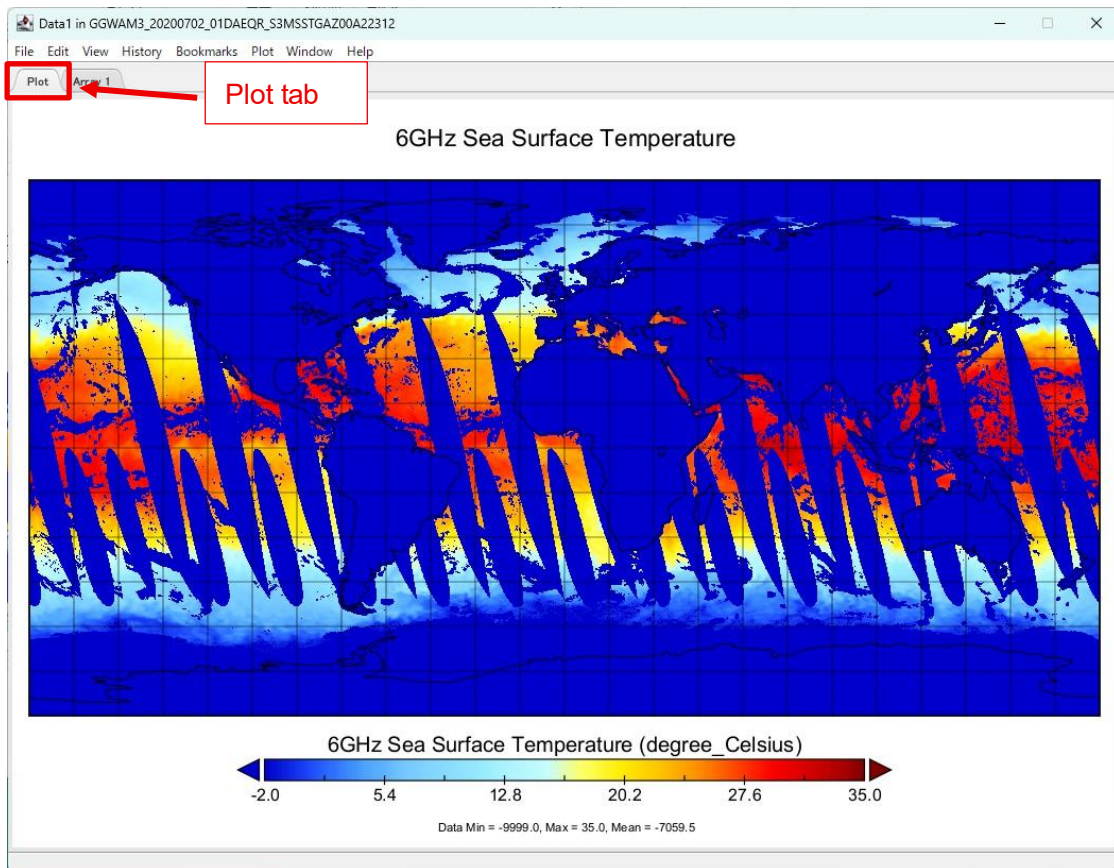 Data1 in GGWAM3_20200702_01DAEQR_S3MSSTGAZ00A22312
File Edit View History Bookmarks Plot Window Help
Plot Array 1
Plot tab
6GHz Sea Surface Temperature
6GHz Sea Surface Temperature (degree_Celsius)
-2.0 5.4 12.8 20.2 27.6 35.0
Data Min = -9999.0, Max = 35.0, Mean = -7059.5